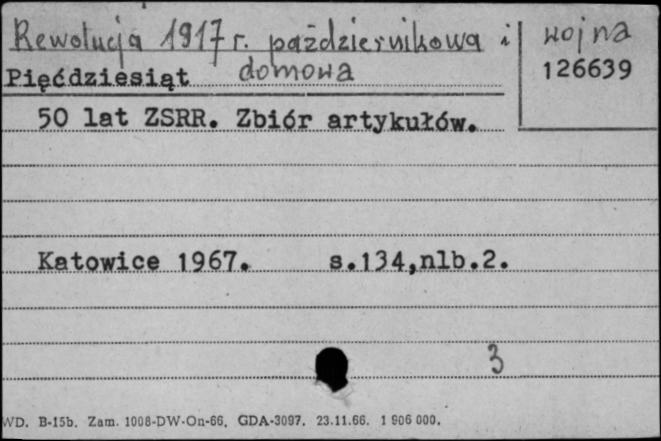 Rewolucja 1917 r. październikowa i wojna
domowa
126639
Pięćdziesiąt
50 lat ZSRR. Zbiór artykułów.
Katowice 1967. s.134,nlb.2.
3
WD. B-15b. Zam. 1008-DW-On-66. GDA-3097. 23.11.66. 1 906 000.